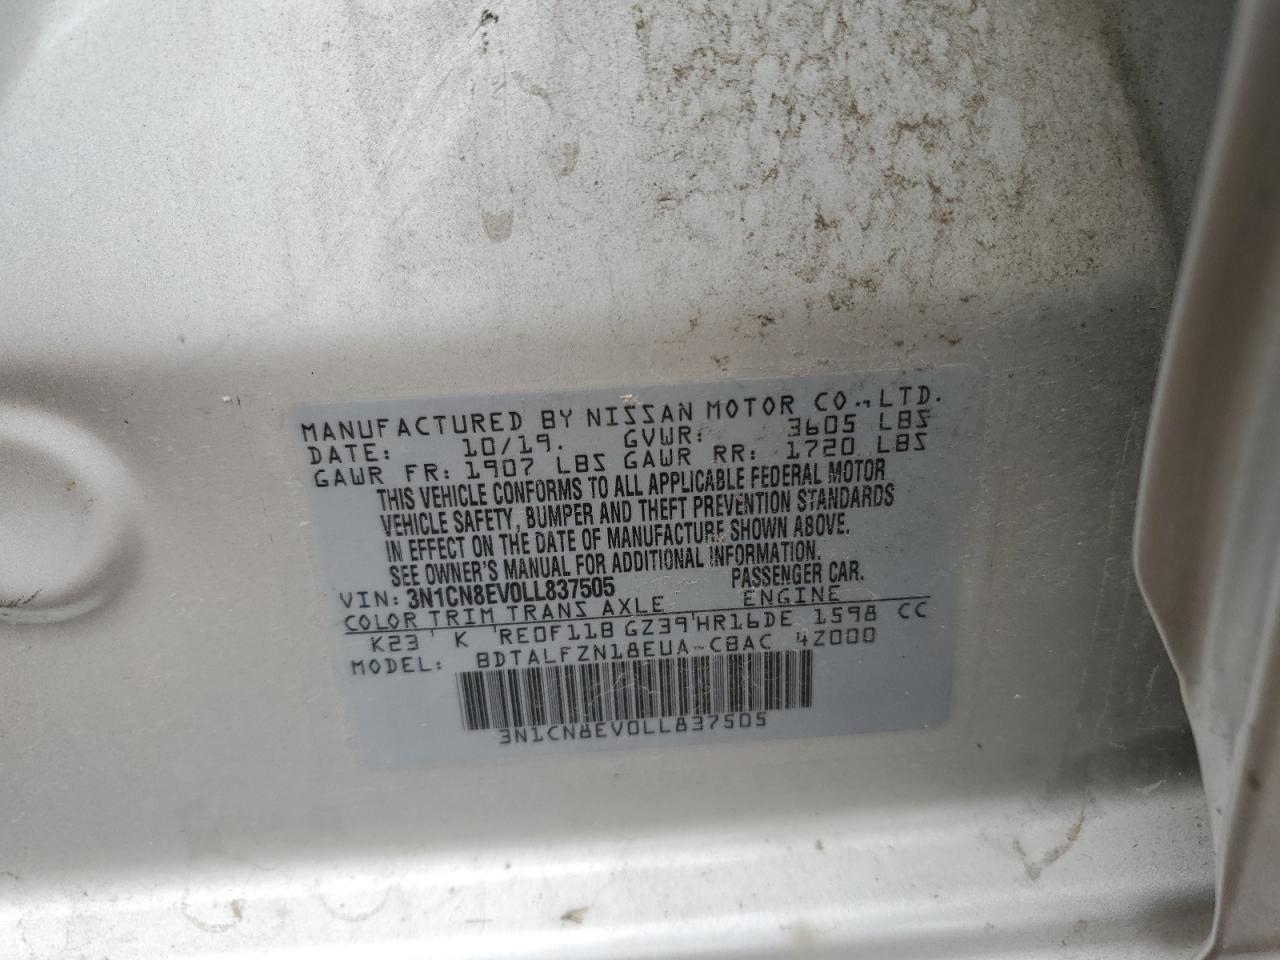 MANUFACTURED BY NISSAN MOTOR CO., LTD.
DATE: 10/19. GVWR: 3605 LBS
GAWR FR: 1907 LBS GAWR RR: 1720 LBS
THIS VEHICLE CONFORMS TO ALL APPLICABLE FEDERAL MOTOR
VEHICLE SAFETY, BUMPER AND THEFT PREVENTION STANDARDS
IN EFFECT ON THE DATE OF MANUFACTURE SHOWN ABOVE.
SEE OWNER'S MANUAL FOR ADDITIONAL INFORMATION.
VIN: 3N1CN8EV0LL837505 PASSENGER CAR.
COLOR TRIM TRANS AXLE ENGINE
K23 K RE0F11B GZ39 HR16DE 1598 CC
MODEL: BDTALFZN18EUA-CBAC 4Z000
3N1CN8EV0LL837505